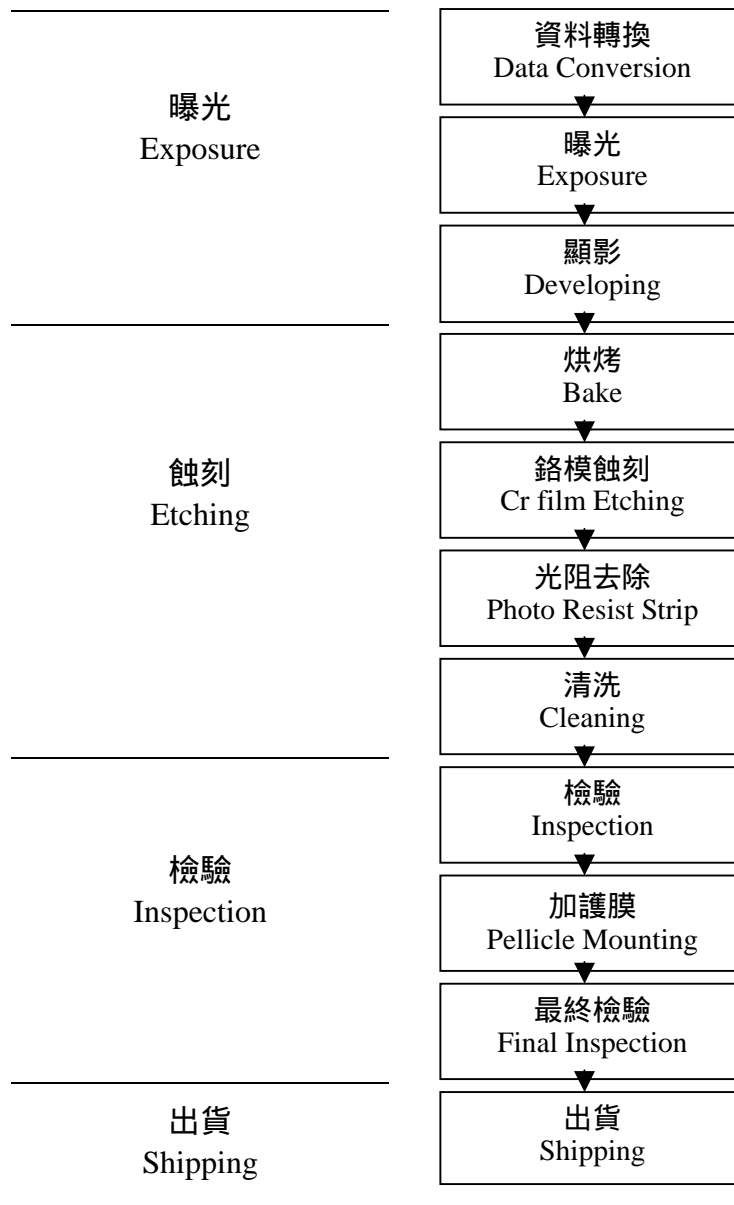 曝光
Exposure
資料轉換
Data Conversion
曝光
Exposure
顯影
Developing
蝕刻
Etching
烘烤
Bake
鉻模蝕刻
Cr film Etching
光阻去除
Photo Resist Strip
清洗
Cleaning
檢驗
Inspection
檢驗
Inspection
加護膜
Pellicle Mounting
最終檢驗
Final Inspection
出貨
Shipping
出貨
Shipping